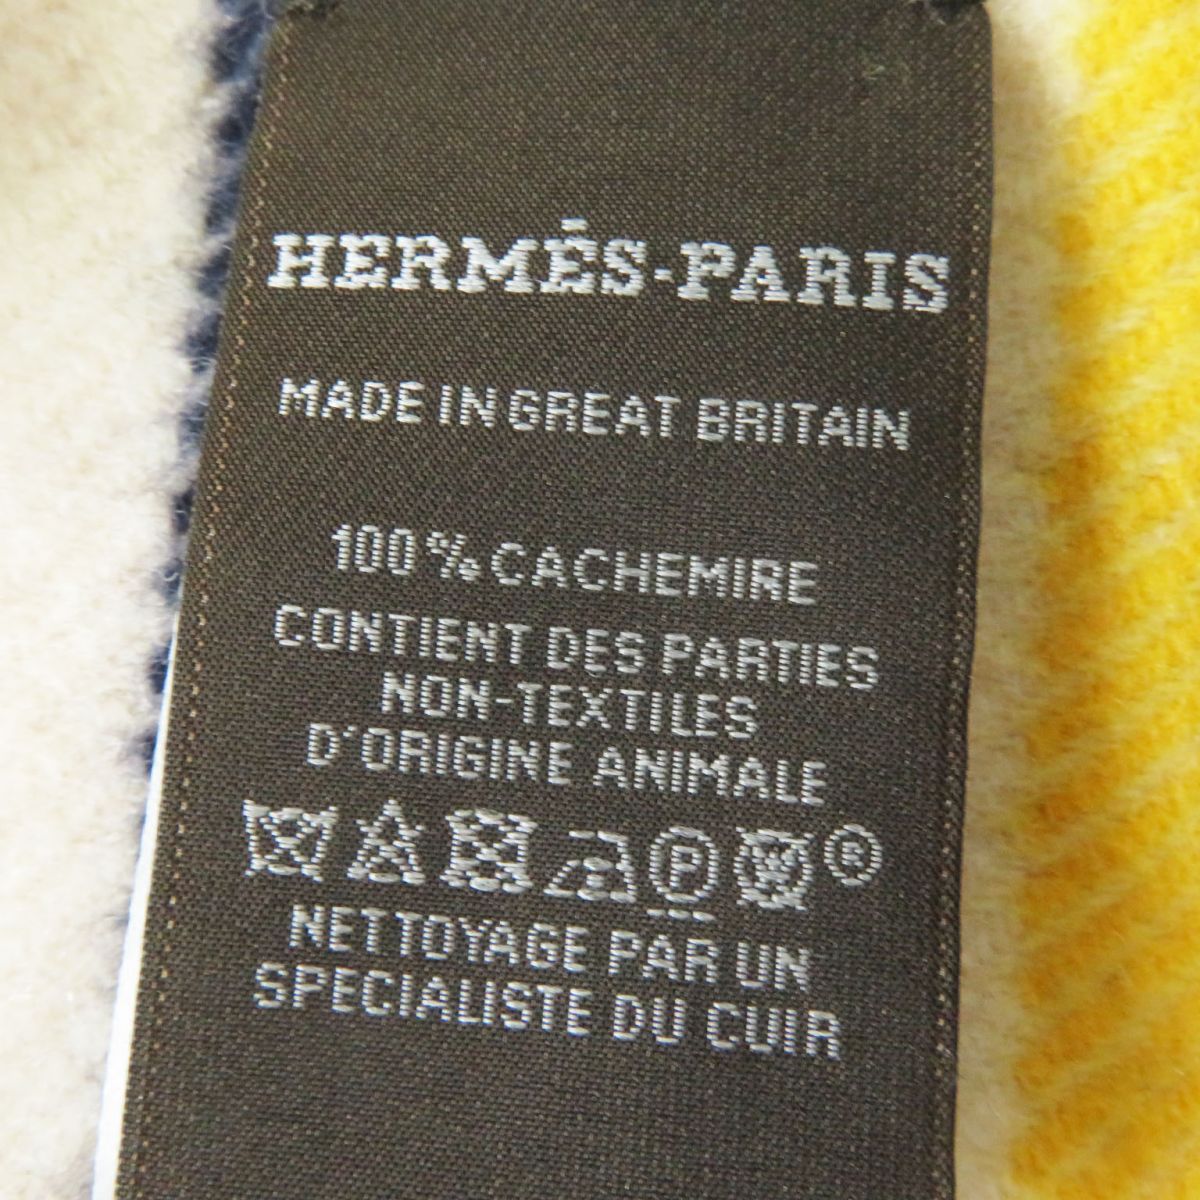 HERMÈS-PARIS
MADE IN GREAT BRITAIN
100 % CACHEMIRE
CONTIENT DES PARTIES
NON-TEXTILES
D'ORIGINE ANIMALE
P ®
NETTOYAGE PAR UN
SPECIALISTE DU CUIR